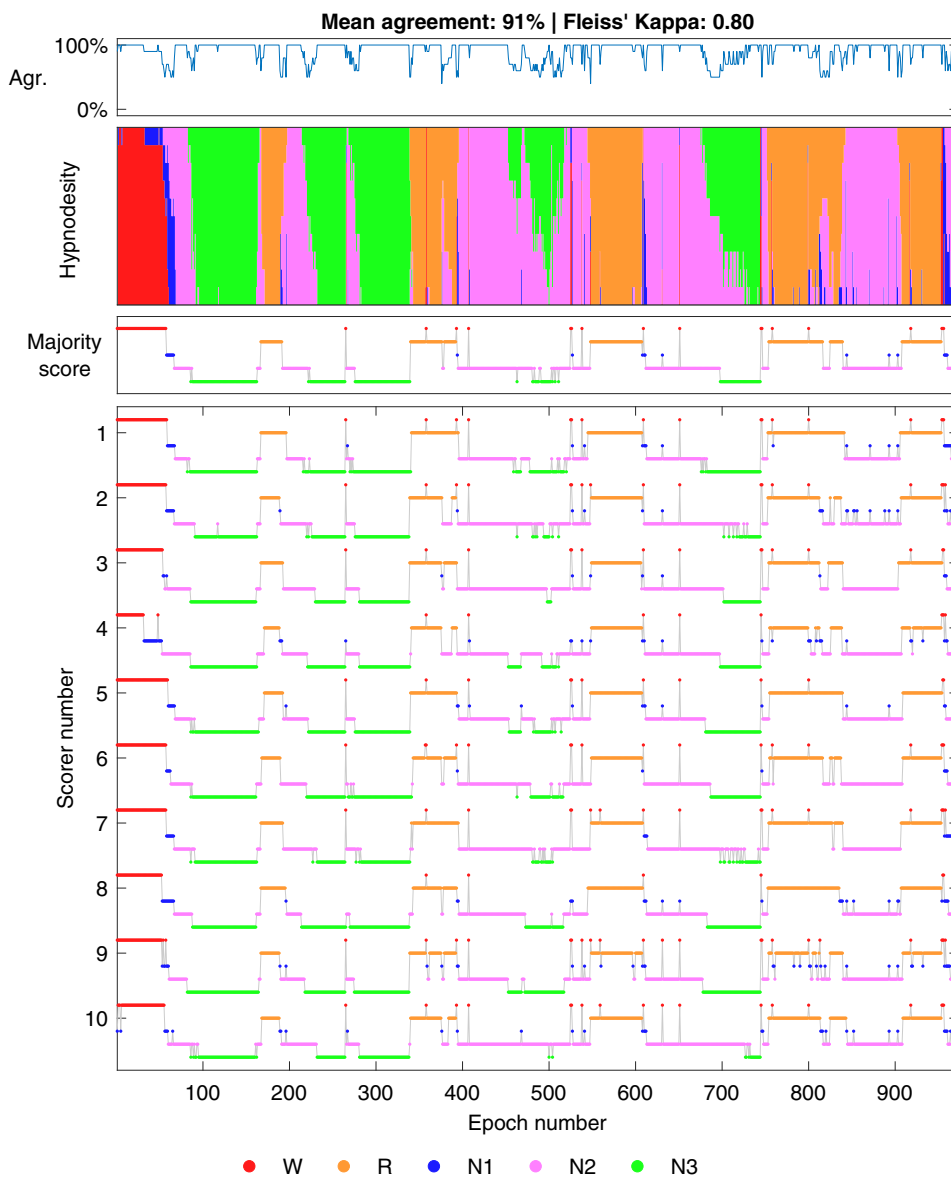 Mean agreement: 91% | Fleiss' Kappa: 0.80
100%
Agr.
0%
Hypnodesity
Majority
score
1
2
3
4
5
6
7
8
9
10
Scorer number
100 200 300 400 500 600 700 800 900
Epoch number
W R N1 N2 N3